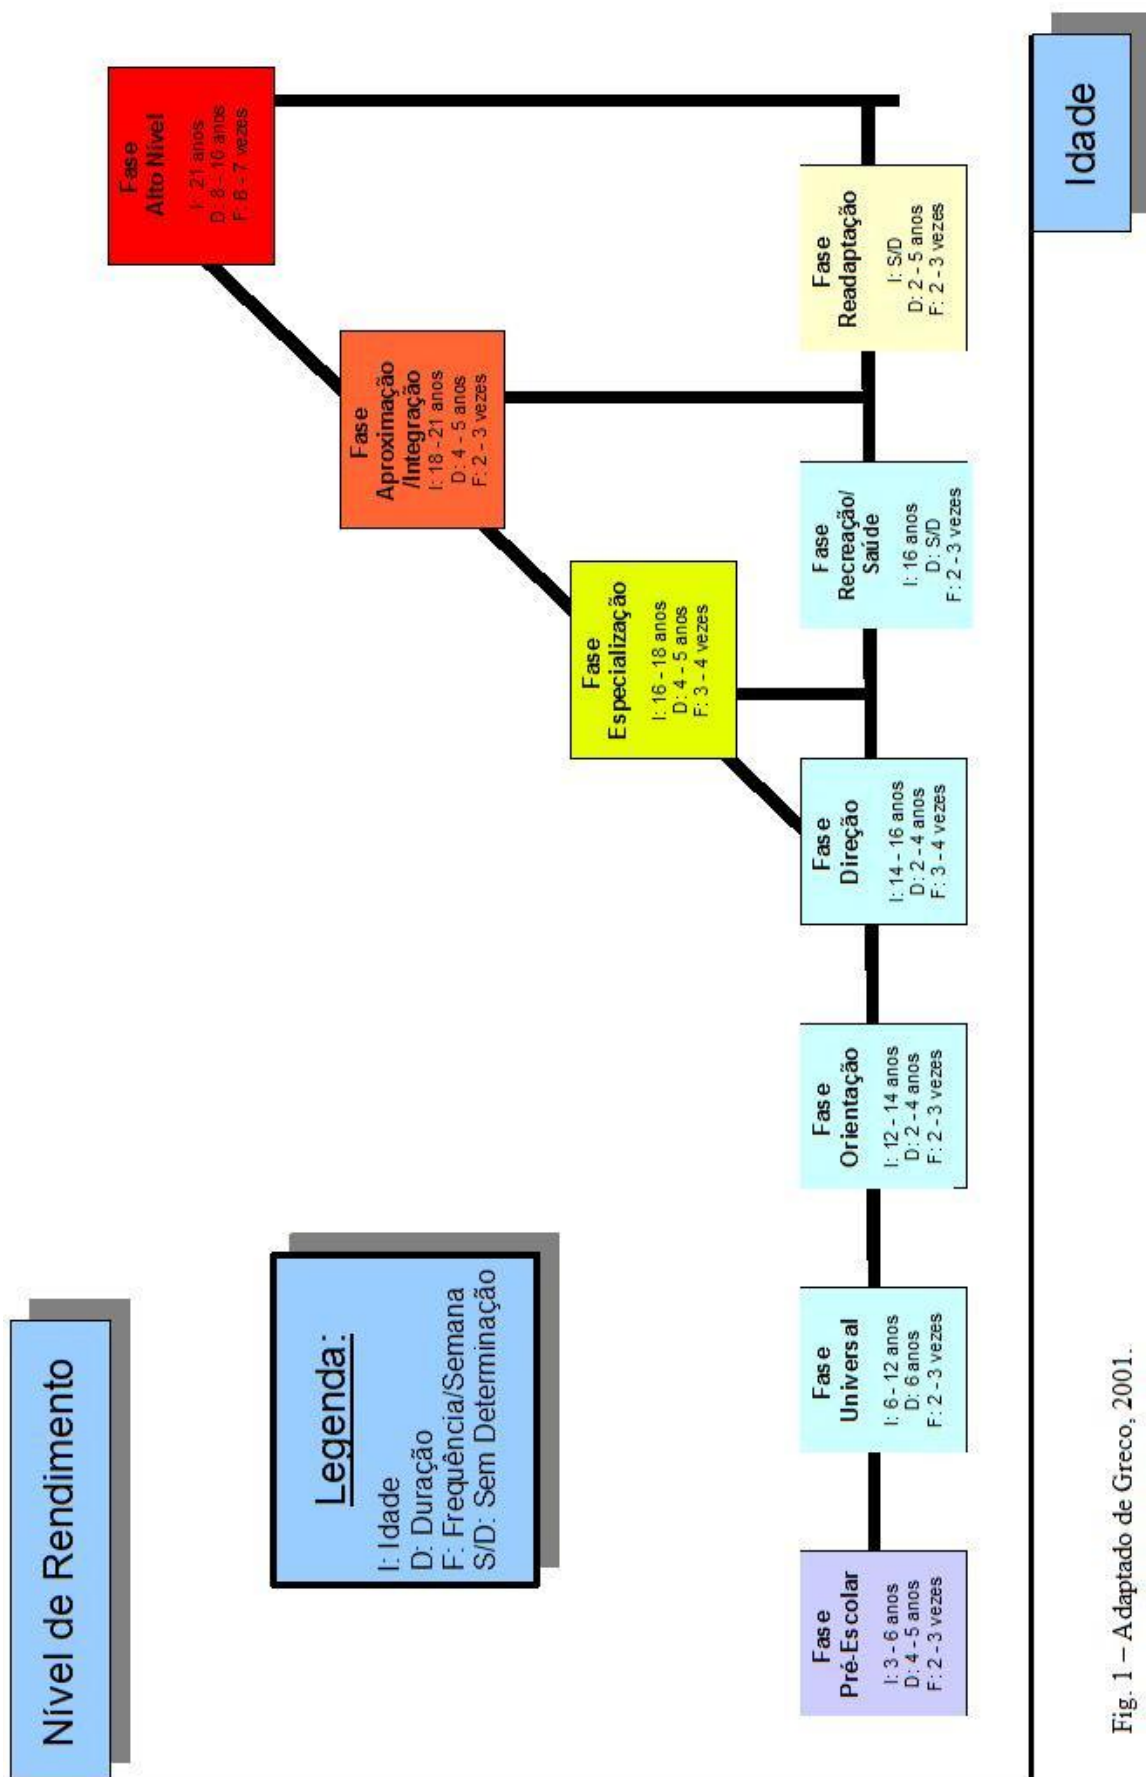 Nível de Rendimento
Legenda:
I: Idade
D: Duração
F: Frequência/Semana
S/D: Sem Determinação
Fase
Alto Nível
I: 21 anos
D: 8 - 10 anos
F: 6 - 7 vezes
Fase
Aproximação
/Integração
I: 18 - 21 anos
D: 4 - 5 anos
F: 2 - 3 vezes
Fase
Especialização
I: 16 - 18 anos
D: 4 - 5 anos
F: 3 - 4 vezes
Fase
Pré-Escolar
I: 3 - 6 anos
D: 4 - 5 anos
F: 2 - 3 vezes
Fase
Universal
I: 6 - 12 anos
D: 6 anos
F: 2 - 3 vezes
Fase
Orientação
I: 12 - 14 anos
D: 2 - 4 anos
F: 2 - 3 vezes
Fase
Direção
I: 14 - 16 anos
D: 2 - 4 anos
F: 3 - 4 vezes
Fase
Recreação/
Saúde
I: 16 anos
D: S/D
F: 2 - 3 vezes
Fase
Readaptação
I: S/D
D: 2 - 5 anos
F: 2 - 3 vezes
Idade
Fig. 1 – Adaptado de Greco, 2001.